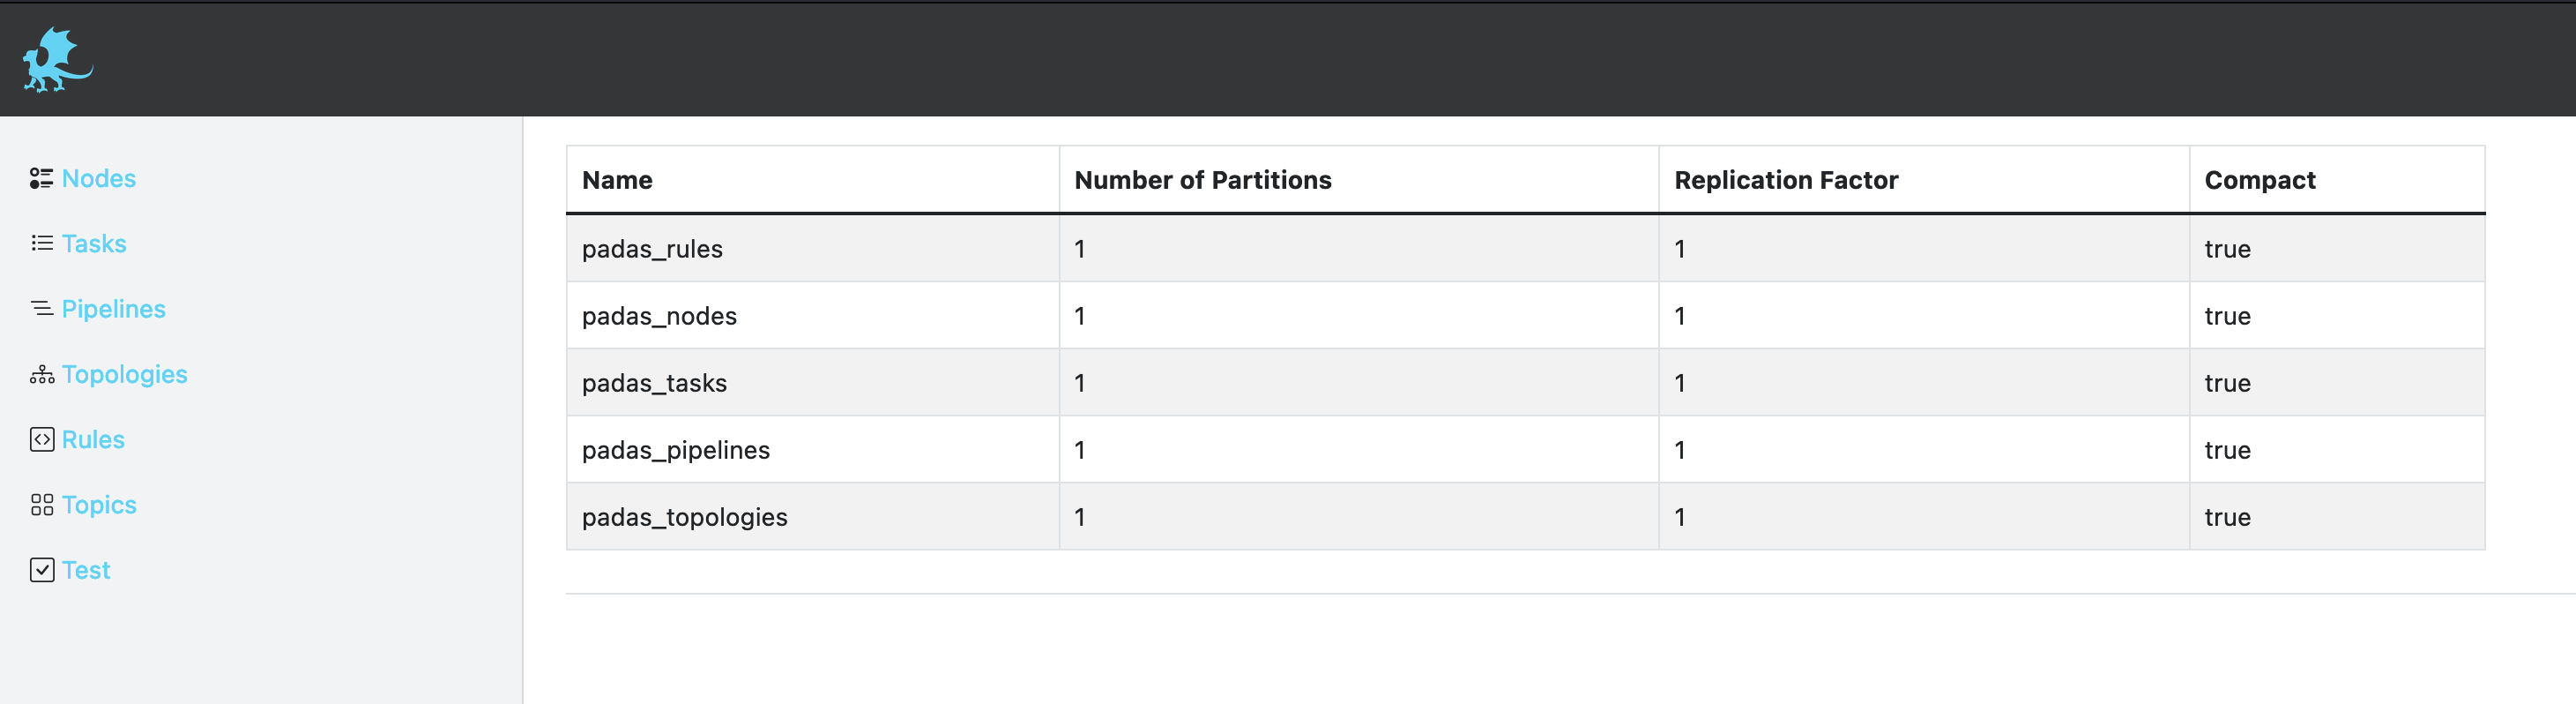 Nodes
Tasks
Pipelines
Topologies
Rules
Topics
Test
Name Number of Partitions Replication Factor Compact
padas_rules 1 1 true
padas_nodes 1 1 true
padas_tasks 1 1 true
padas_pipelines 1 1 true
padas_topologies 1 1 true